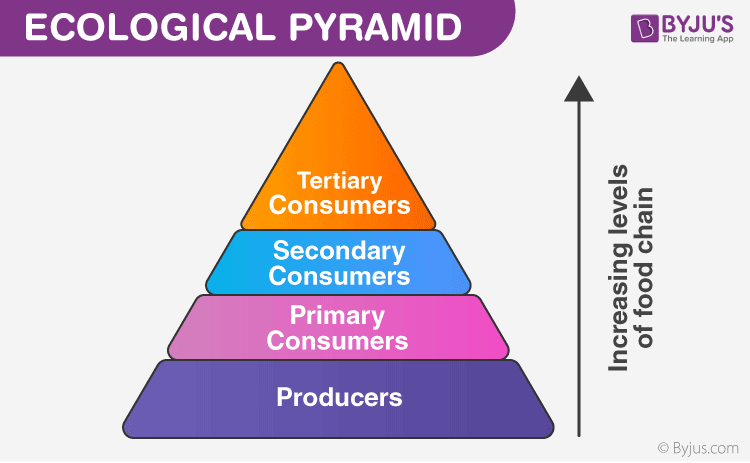 ECOLOGICAL PYRAMID
BYJU'S
The Learning App
Tertiary
Consumers
Secondary
Consumers
Primary
Consumers
Producers
Increasing levels
of food chain
© Byjus.com